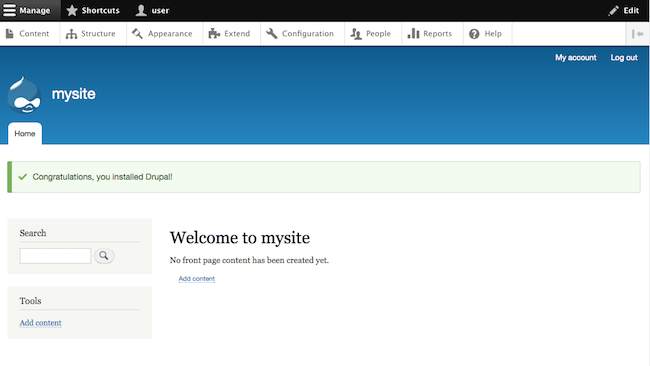 Manage Shortcuts user Edit
Content Structure Appearance Extend Configuration People Reports Help
My account Log out
mysite
Home
Congratulations, you installed Drupal!
Search
Welcome to mysite
No front page content has been created yet.
Add content
Tools
Add content